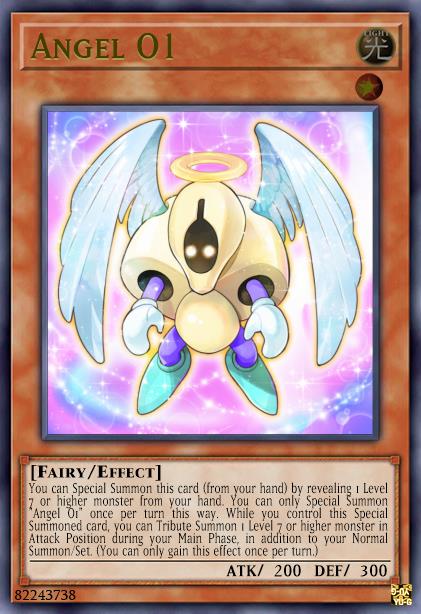 Angel O1
LIGHT
光
[Fairy/Effect]
You can Special Summon this card (from your hand) by revealing 1 Level
7 or higher monster from your hand. You can only Special Summon
"Angel O1" once per turn this way. While you control this Special
Summoned card, you can Tribute Summon 1 Level 7 or higher monster in
Attack Position during your Main Phase, in addition to your Normal
Summon/Set. (You can only gain this effect once per turn.)
ATK/ 200 DEF/ 300
82243738